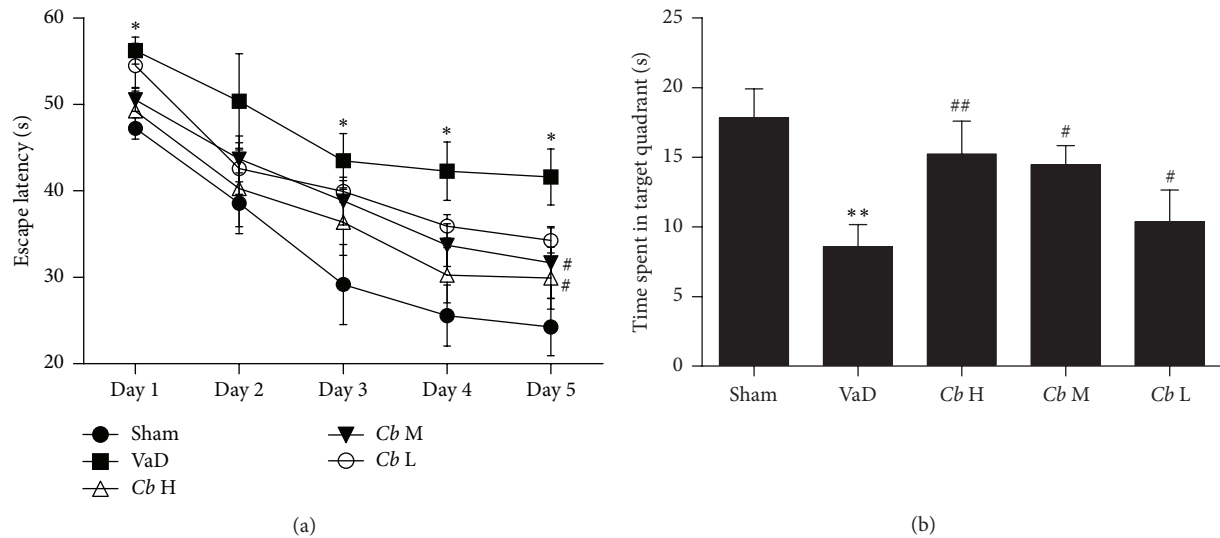 Escape latency (s)
60
50
40
30
20
*
*
*
*
#
#
Day 1 Day 2 Day 3 Day 4 Day 5
Sham
VaD
Cb H
Cb M
Cb L
(a)
Time spent in target quadrant (s)
25
20
15
10
5
0
**
##
#
#
Sham VaD Cb H Cb M Cb L
(b)